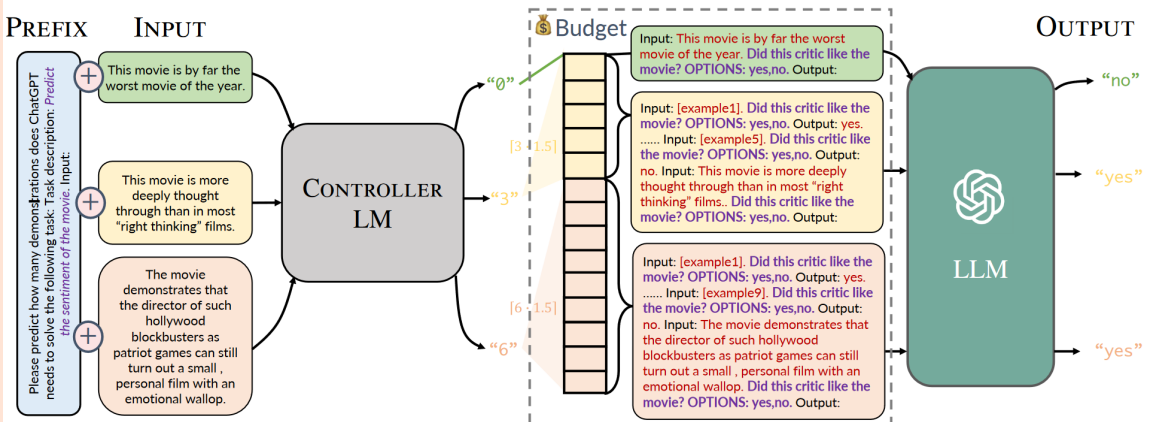 PREFIX
Please predict how many demonstrations does ChatGPT
needs to solve the following task: Task description: Predict
the sentiment of the movie. Input:
INPUT
This movie is by far the
worst movie of the year.
This movie is more
deeply thought
through than in most
“right thinking” films.
The movie
demonstrates that
the director of such
hollywood
blockbusters as
patriot games can still
turn out a small ,
personal film with an
emotional wallop.
CONTROLLER
LM
“0”
“3”
“6”
Budget
[3 · 1.5]
[6 · 1.5]
Input: This movie is by far the worst
movie of the year. Did this critic like the
movie? OPTIONS: yes,no. Output:
Input: [example1]. Did this critic like the
movie? OPTIONS: yes,no. Output: yes.
...... Input: [example5]. Did this critic like
the movie? OPTIONS: yes,no. Output:
no. Input: This movie is more deeply
thought through than in most “right
thinking” films.. Did this critic like the
movie? OPTIONS: yes,no. Output:
Input: [example1]. Did this critic like the
movie? OPTIONS: yes,no. Output: yes.
...... Input: [example9]. Did this critic like
the movie? OPTIONS: yes,no. Output:
no. Input: The movie demonstrates that
the director of such hollywood
blockbusters as patriot games can still
turn out a small , personal film with an
emotional wallop. Did this critic like the
movie? OPTIONS: yes,no. Output:
LLM
OUTPUT
“no”
“yes”
“yes”